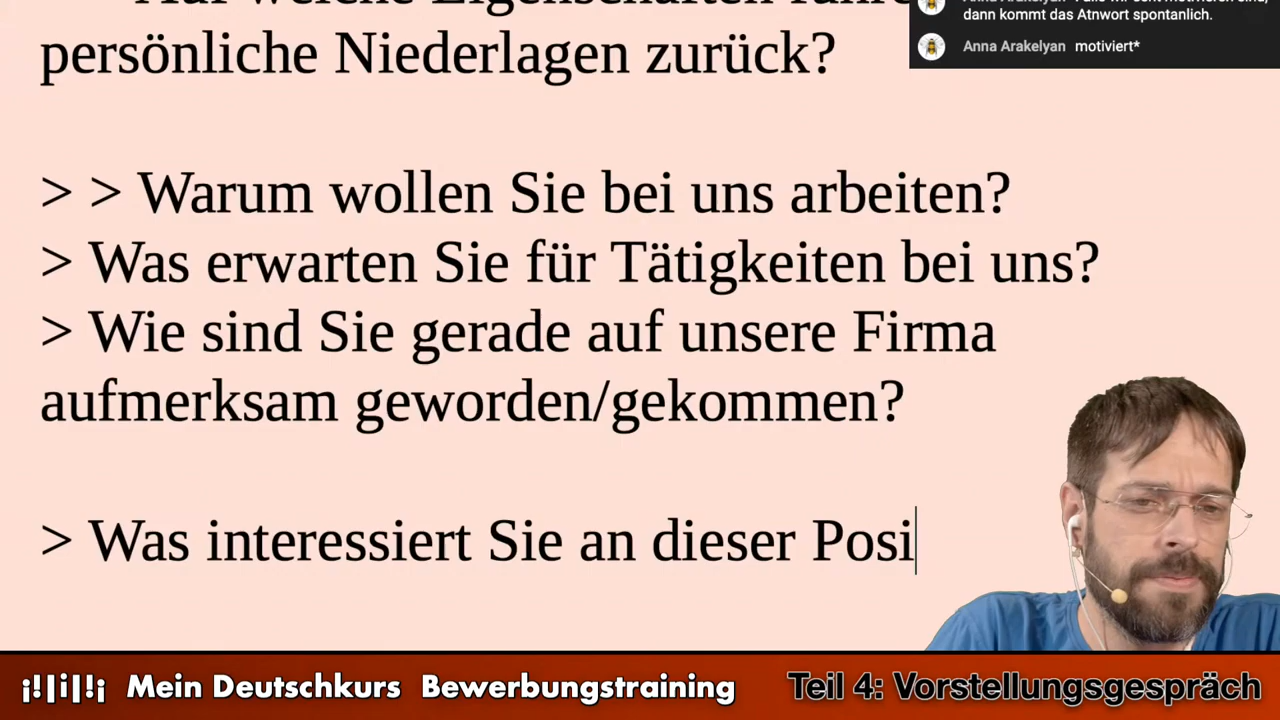 persönliche Niederlagen zurück?
dann kommt das Atnwort spontanlich.
Anna Arakelyan motiviert*
> > Warum wollen Sie bei uns arbeiten?
> Was erwarten Sie für Tätigkeiten bei uns?
> Wie sind Sie gerade auf unsere Firma
aufmerksam geworden/gekommen?
> Was interessiert Sie an dieser Posi
¡!|i|!¡ Mein Deutschkurs Bewerbungstraining
Teil 4: Vorstellungsgespräch